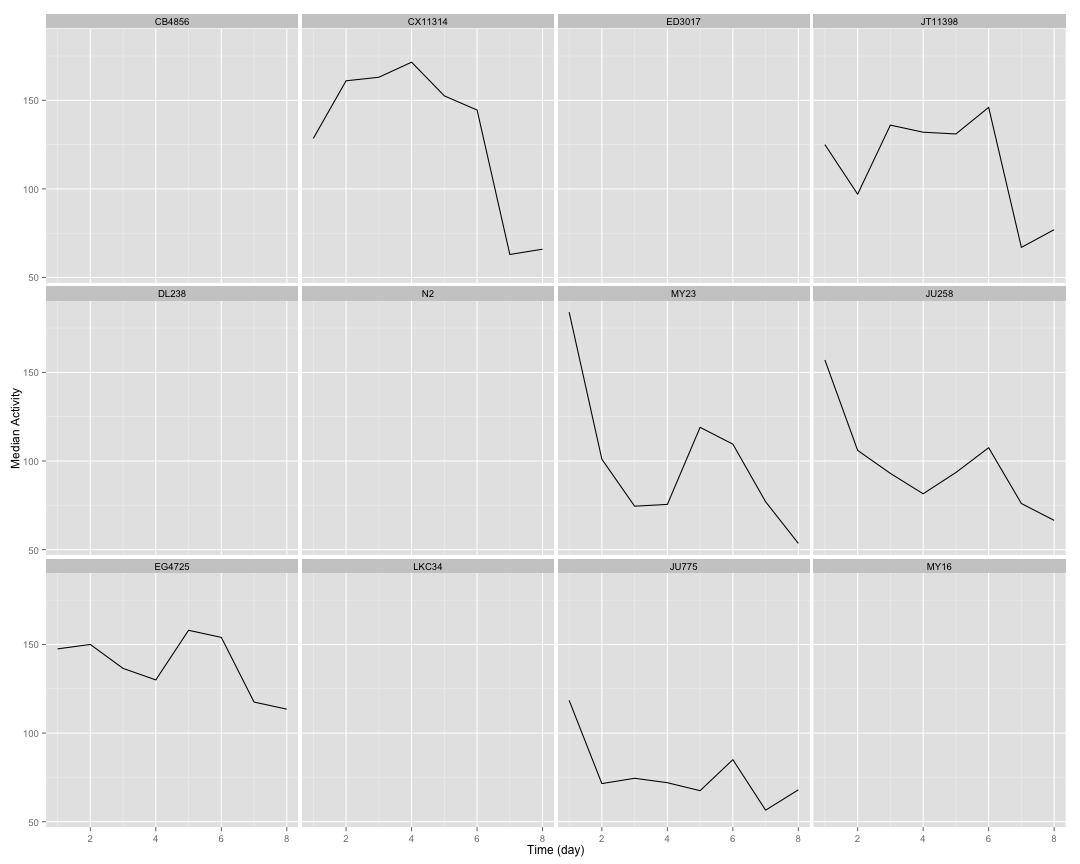 CB4856 CX11314 ED3017 JT11398
150
100
50
DL238 N2 MY23 JU258
150
100
50
Median Activity
EG4725 LKC34 JU775 MY16
150
100
50
2 4 6 8 2 4 6 8 2 4 6 8 2 4 6 8
Time (day)